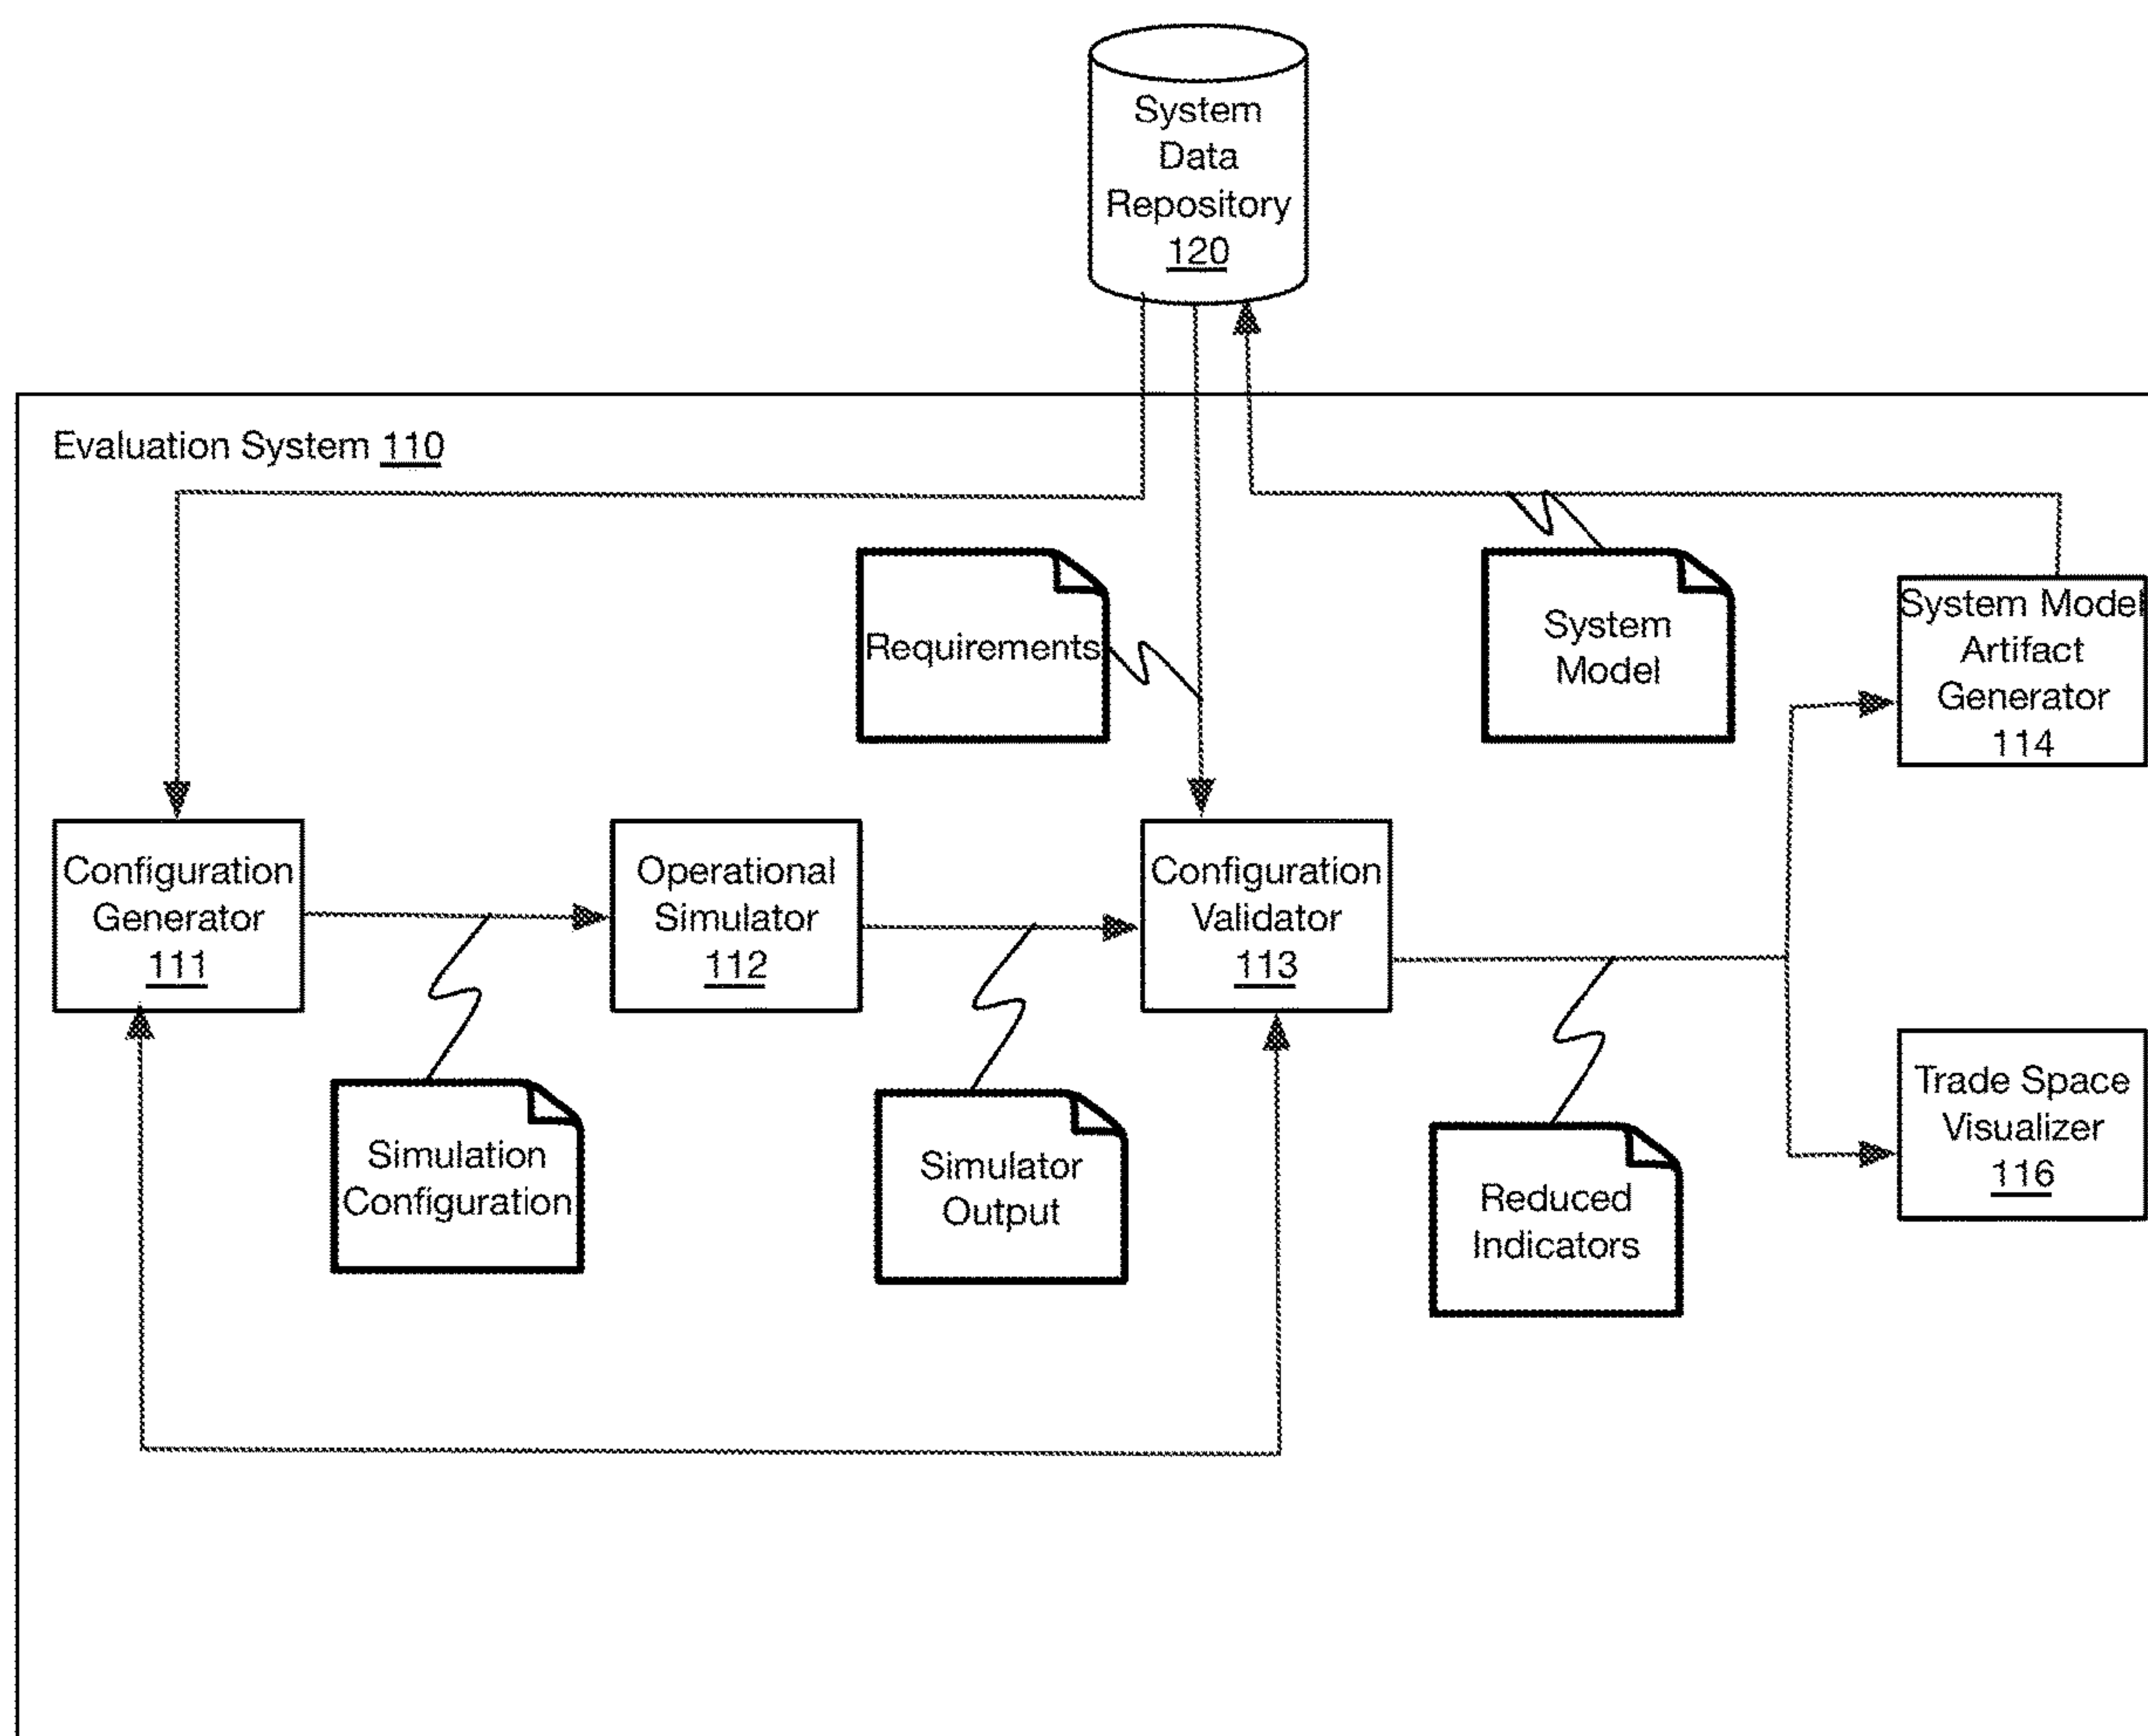 System
Data
Repository
120
Evaluation System 110
Requirements
System
Model
System Model
Artifact
Generator
114
Configuration
Generator
111
Operational
Simulator
112
Configuration
Validator
113
Simulation
Configuration
Simulator
Output
Reduced
Indicators
Trade Space
Visualizer
116